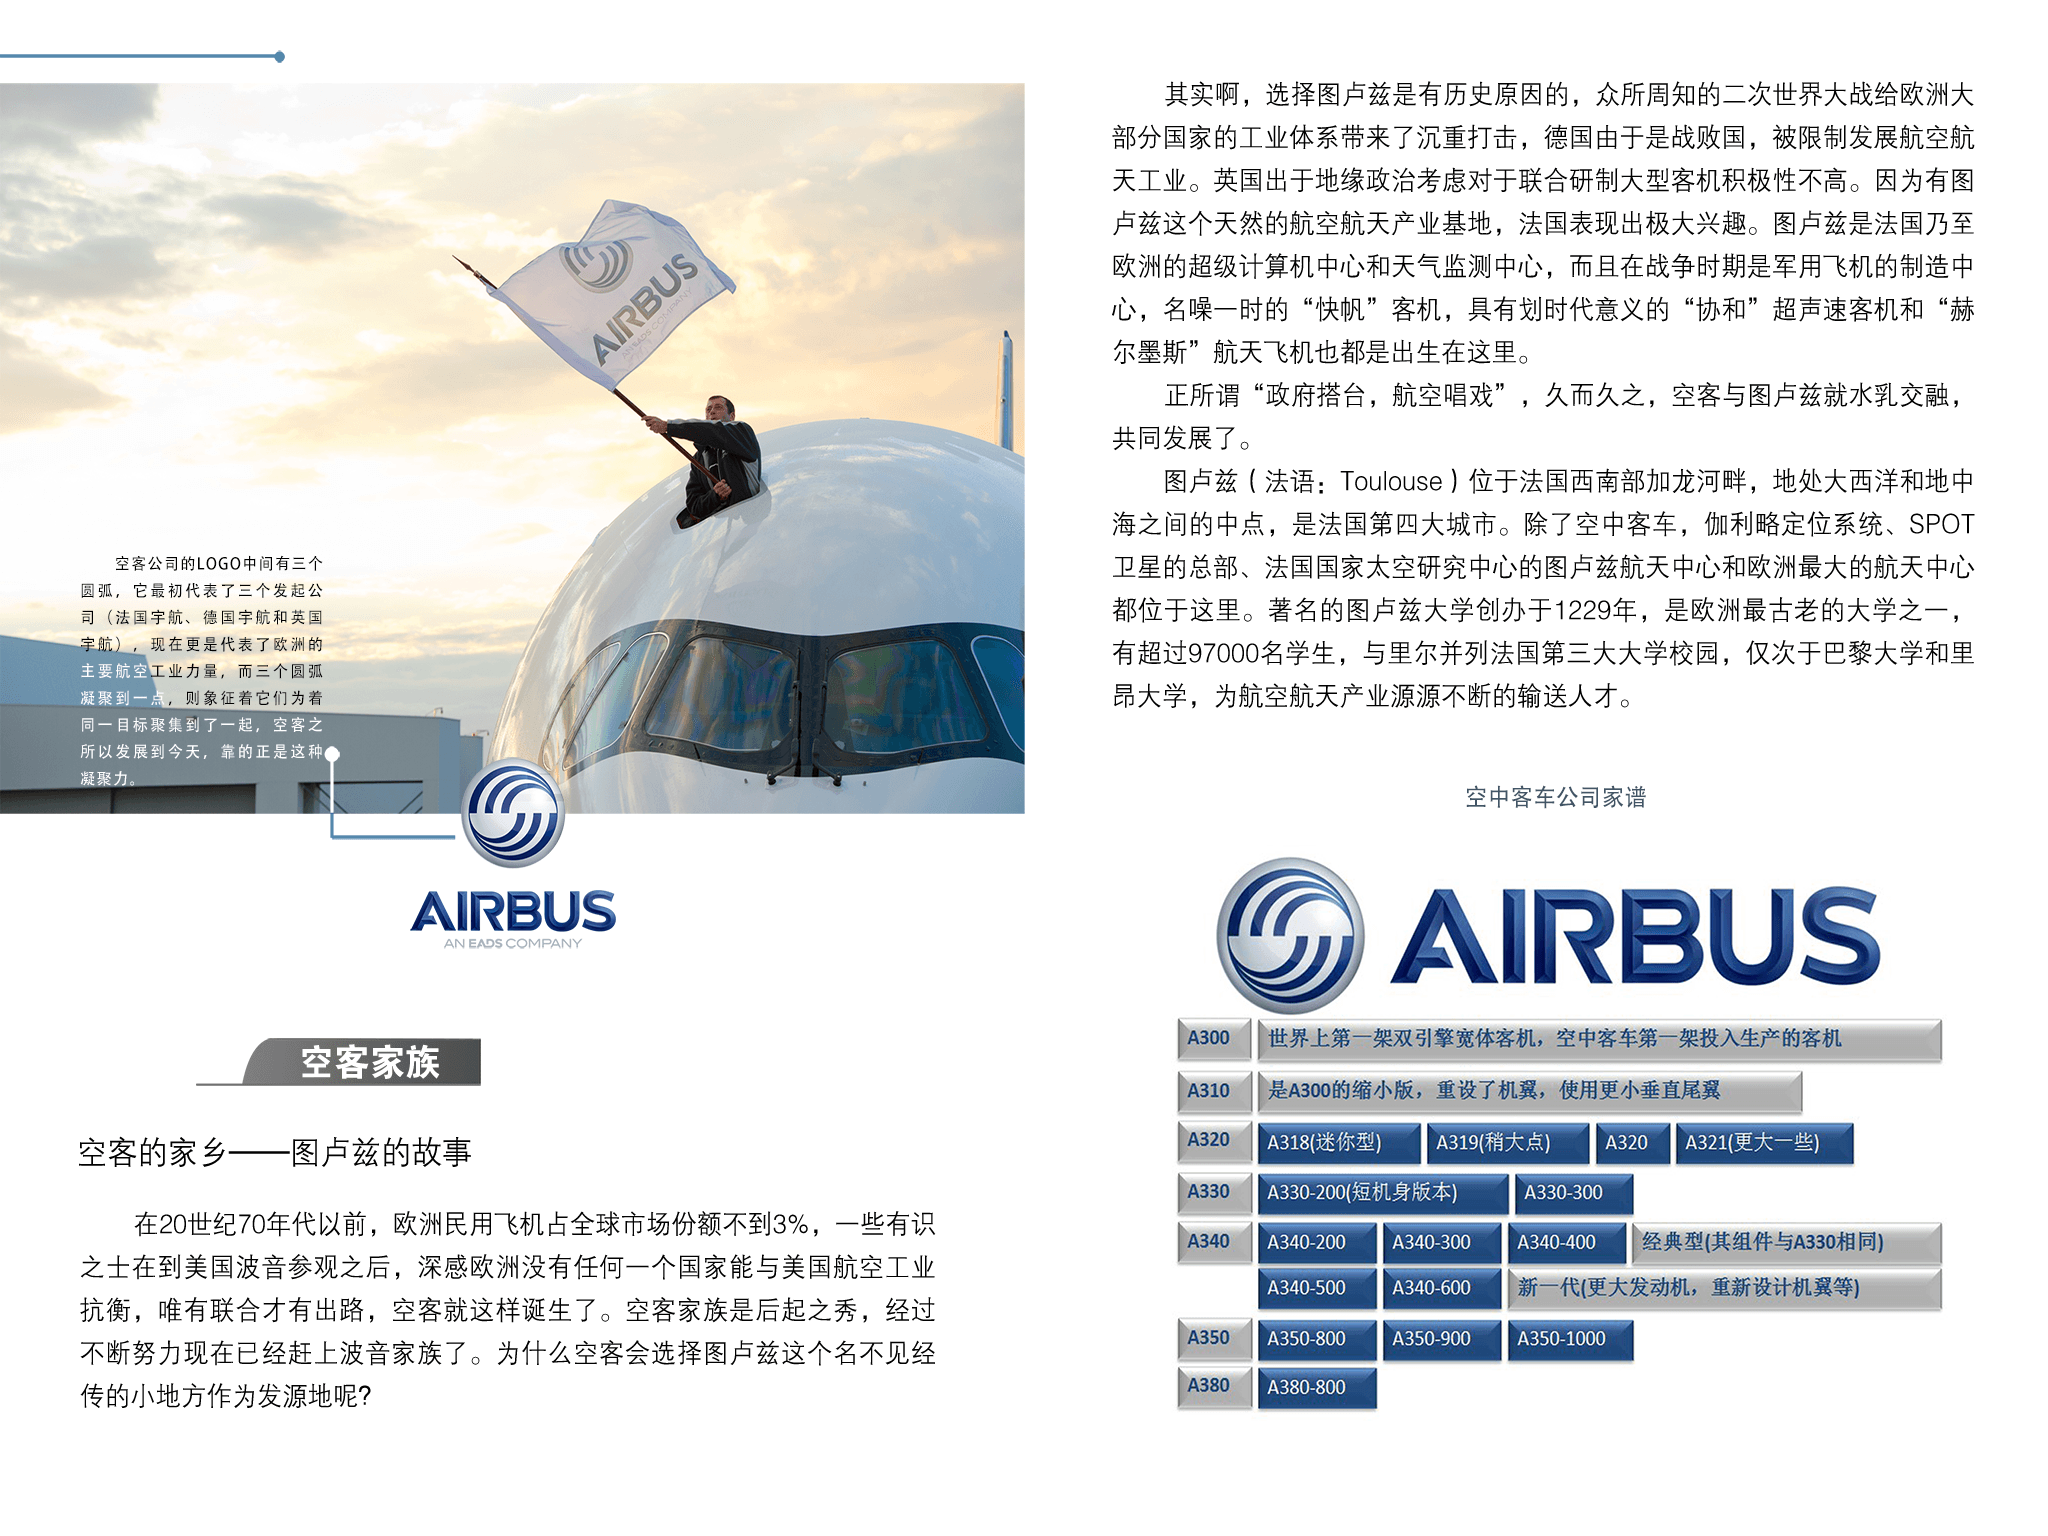 AIRBUS
AN EADS COMPANY
空客公司的LOGO中间有三个
圆弧，它最初代表了三个发起公
司（法国宇航、德国宇航和英国
宇航），现在更是代表了欧洲的
主要航空工业力量，而三个圆弧
凝聚到一点，则象征着它们为着
同一目标聚集到了一起，空客之
所以发展到今天，靠的正是这种
凝聚力。
AIRBUS
AN EADS COMPANY
空客家族
空客的家乡——图卢兹的故事
在20世纪70年代以前，欧洲民用飞机占全球市场份额不到3%，一些有识
之士在到美国波音参观之后，深感欧洲没有任何一个国家能与美国航空工业
抗衡，唯有联合才有出路，空客就这样诞生了。空客家族是后起之秀，经过
不断努力现在已经赶上波音家族了。为什么空客会选择图卢兹这个名不见经
传的小地方作为发源地呢?
其实啊，选择图卢兹是有历史原因的，众所周知的二次世界大战给欧洲大
部分国家的工业体系带来了沉重打击，德国由于是战败国，被限制发展航空航
天工业。英国出于地缘政治考虑对于联合研制大型客机积极性不高。因为有图
卢兹这个天然的航空航天产业基地，法国表现出极大兴趣。图卢兹是法国乃至
欧洲的超级计算机中心和天气监测中心，而且在战争时期是军用飞机的制造中
心，名噪一时的“快帆”客机，具有划时代意义的“协和”超声速客机和“赫
尔墨斯”航天飞机也都是出生在这里。
正所谓“政府搭台，航空唱戏”，久而久之，空客与图卢兹就水乳交融，
共同发展了。
图卢兹（法语：Toulouse）位于法国西南部加龙河畔，地处大西洋和地中
海之间的中点，是法国第四大城市。除了空中客车，伽利略定位系统、SPOT
卫星的总部、法国国家太空研究中心的图卢兹航天中心和欧洲最大的航天中心
都位于这里。著名的图卢兹大学创办于1229年，是欧洲最古老的大学之一，
有超过97000名学生，与里尔并列法国第三大大学校园，仅次于巴黎大学和里
昂大学，为航空航天产业源源不断的输送人才。
空中客车公司家谱
AIRBUS
A300 世界上第一架双引擎宽体客机，空中客车第一架投入生产的客机
A310 是A300的缩小版，重设了机翼，使用更小垂直尾翼
A320 A318(迷你型) A319(稍大点) A320 A321(更大一些)
A330 A330-200(短机身版本) A330-300
A340 A340-200 A340-300 A340-400 经典型(其组件与A330相同)
A340-500 A340-600 新一代(更大发动机，重新设计机翼等)
A350 A350-800 A350-900 A350-1000
A380 A380-800